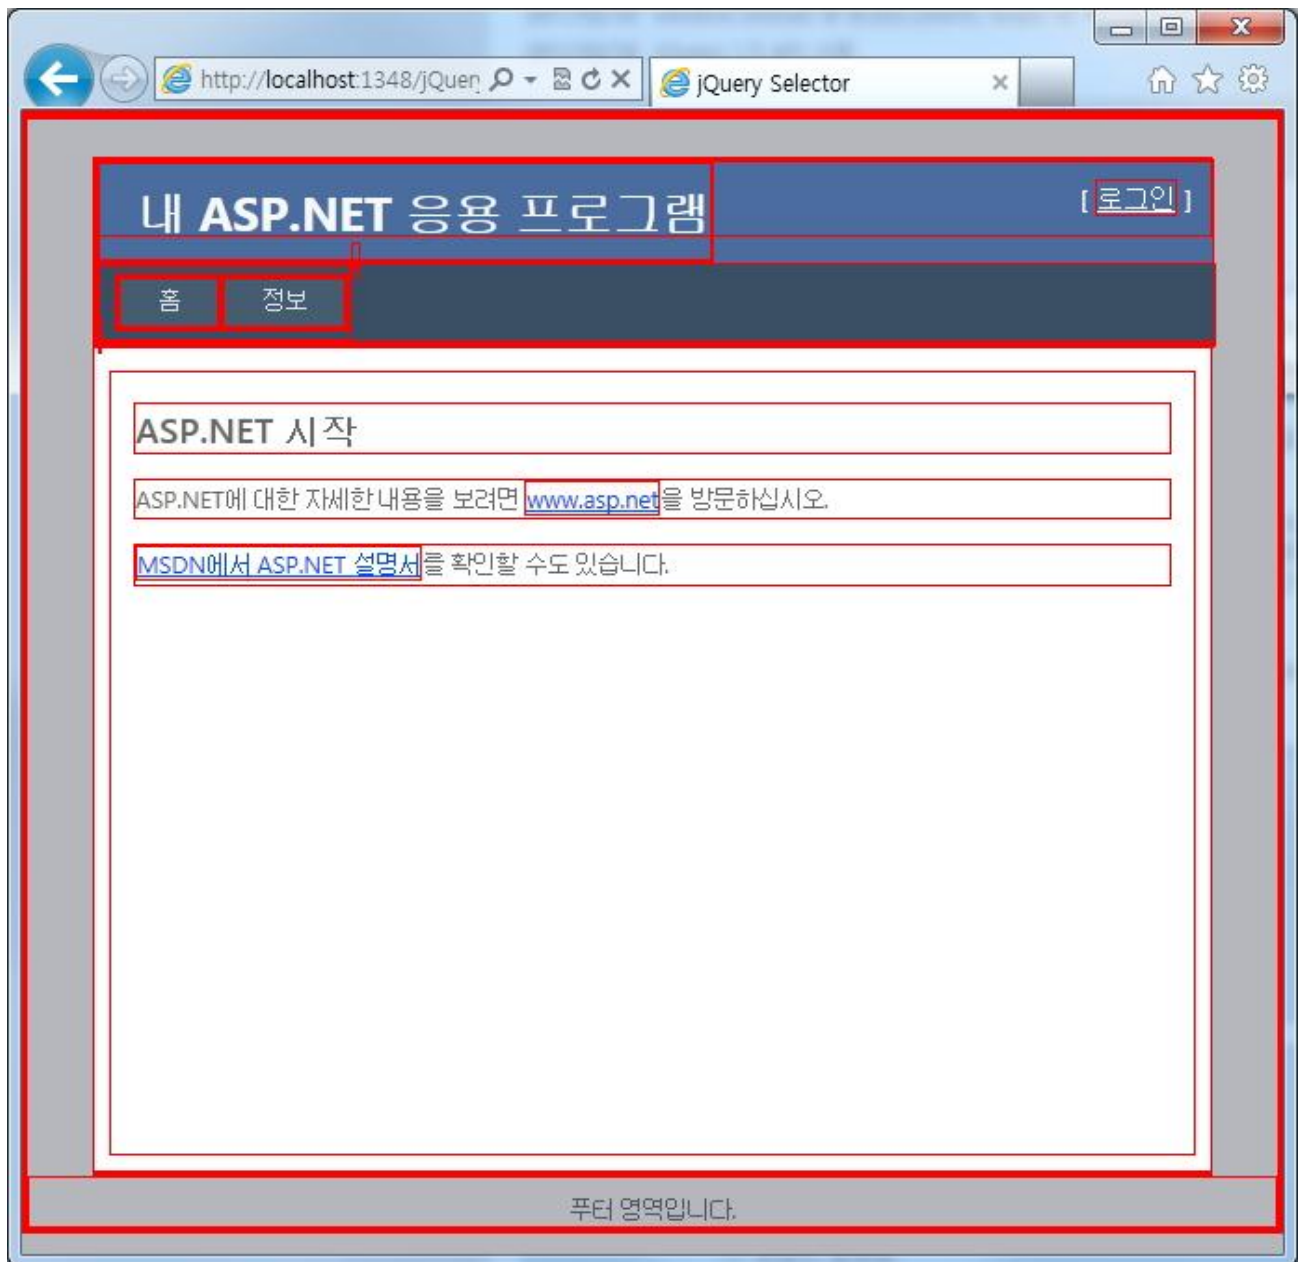 http://localhost:1348/jQuer
jQuery Selector
내 ASP.NET 응용 프로그램
[ 로그인 ]
홈
정보
ASP.NET 시작
ASP.NET에 대한 자세한 내용을 보려면 www.asp.net을 방문하십시오.
MSDN에서 ASP.NET 설명서를 확인할 수도 있습니다.
푸터 영역입니다.